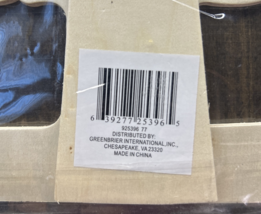 6 39277 25396 5
925396 77
DISTRIBUTED BY:
GREENBRIER INTERNATIONAL, INC.,
CHESAPEAKE, VA 23320
MADE IN CHINA